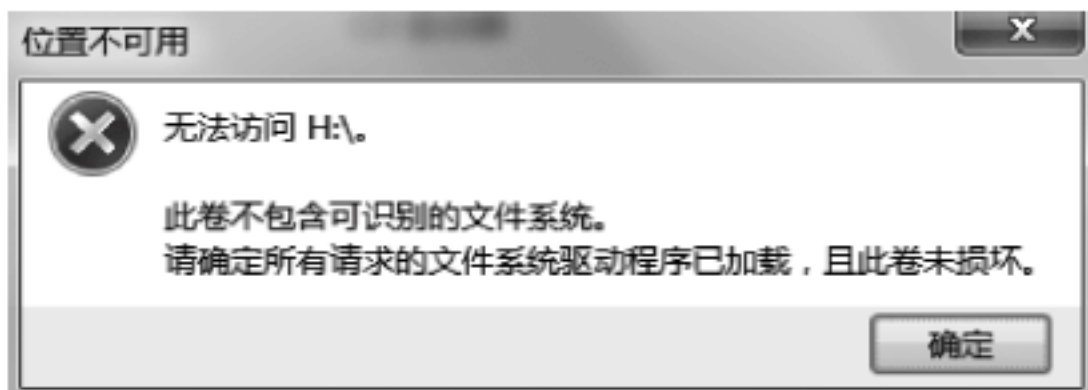 位置不可用
无法访问 H:\。
此卷不包含可识别的文件系统。
请确定所有请求的文件系统驱动程序已加载，且此卷未损坏。
确定